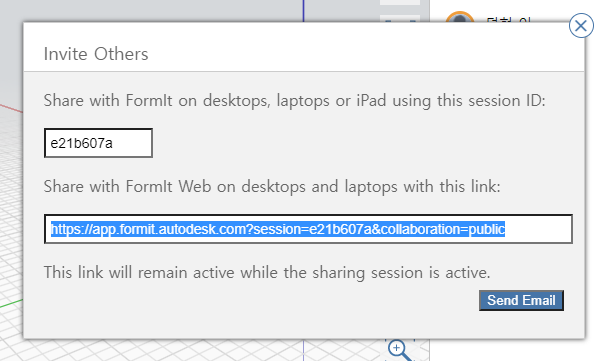 Invite Others
Share with FormIt on desktops, laptops or iPad using this session ID:
e21b607a
Share with FormIt Web on desktops and laptops with this link:
https://app.formit.autodesk.com?session=e21b607a&collaboration=public
This link will remain active while the sharing session is active.
Send Email